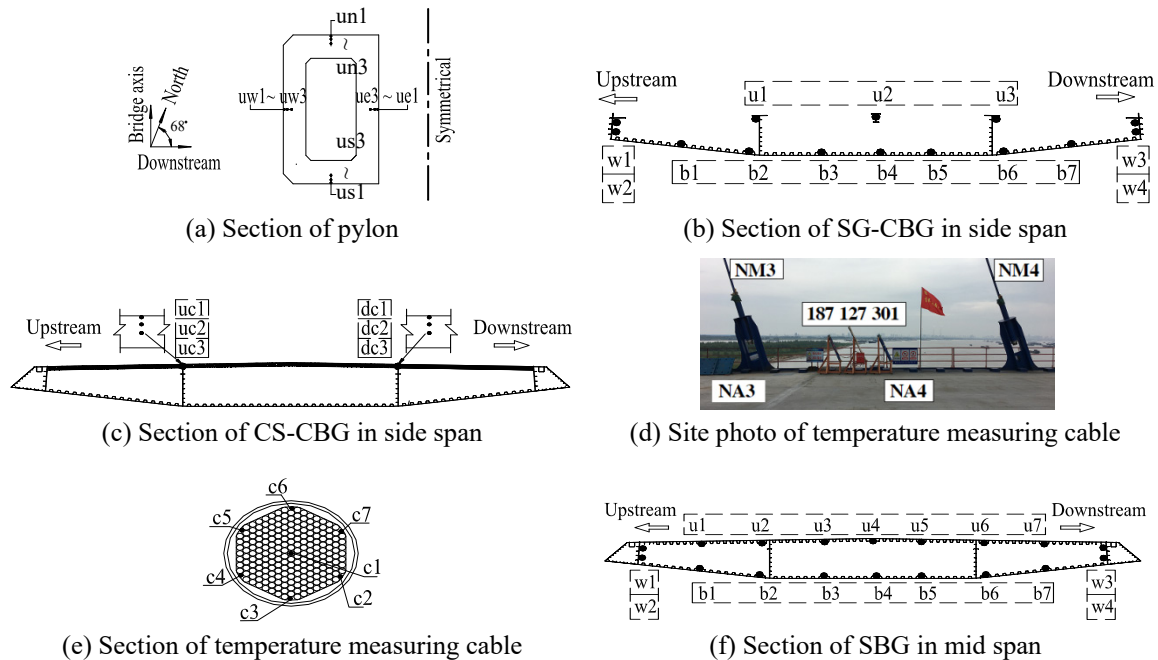 un1
~
un3
uw1~ uw3
ue3 ~ ue1
us3
~
us1
Bridge axis
North
68°
Downstream
Symmetrical
(a) Section of pylon
Upstream
Downstream
u1 u2 u3
w1
w2
b1 b2 b3 b4 b5 b6 b7
w3
w4
(b) Section of SG-CBG in side span
Upstream
uc1
uc2
uc3
dc1
dc2
dc3
Downstream
(c) Section of CS-CBG in side span
NM3
NM4
187 127 301
NA3
NA4
(d) Site photo of temperature measuring cable
c6
c5
c7
c4
c1
c3
c2
(e) Section of temperature measuring cable
Upstream
Downstream
u1 u2 u3 u4 u5 u6 u7
w1
w2
b1 b2 b3 b4 b5 b6 b7
w3
w4
(f) Section of SBG in mid span